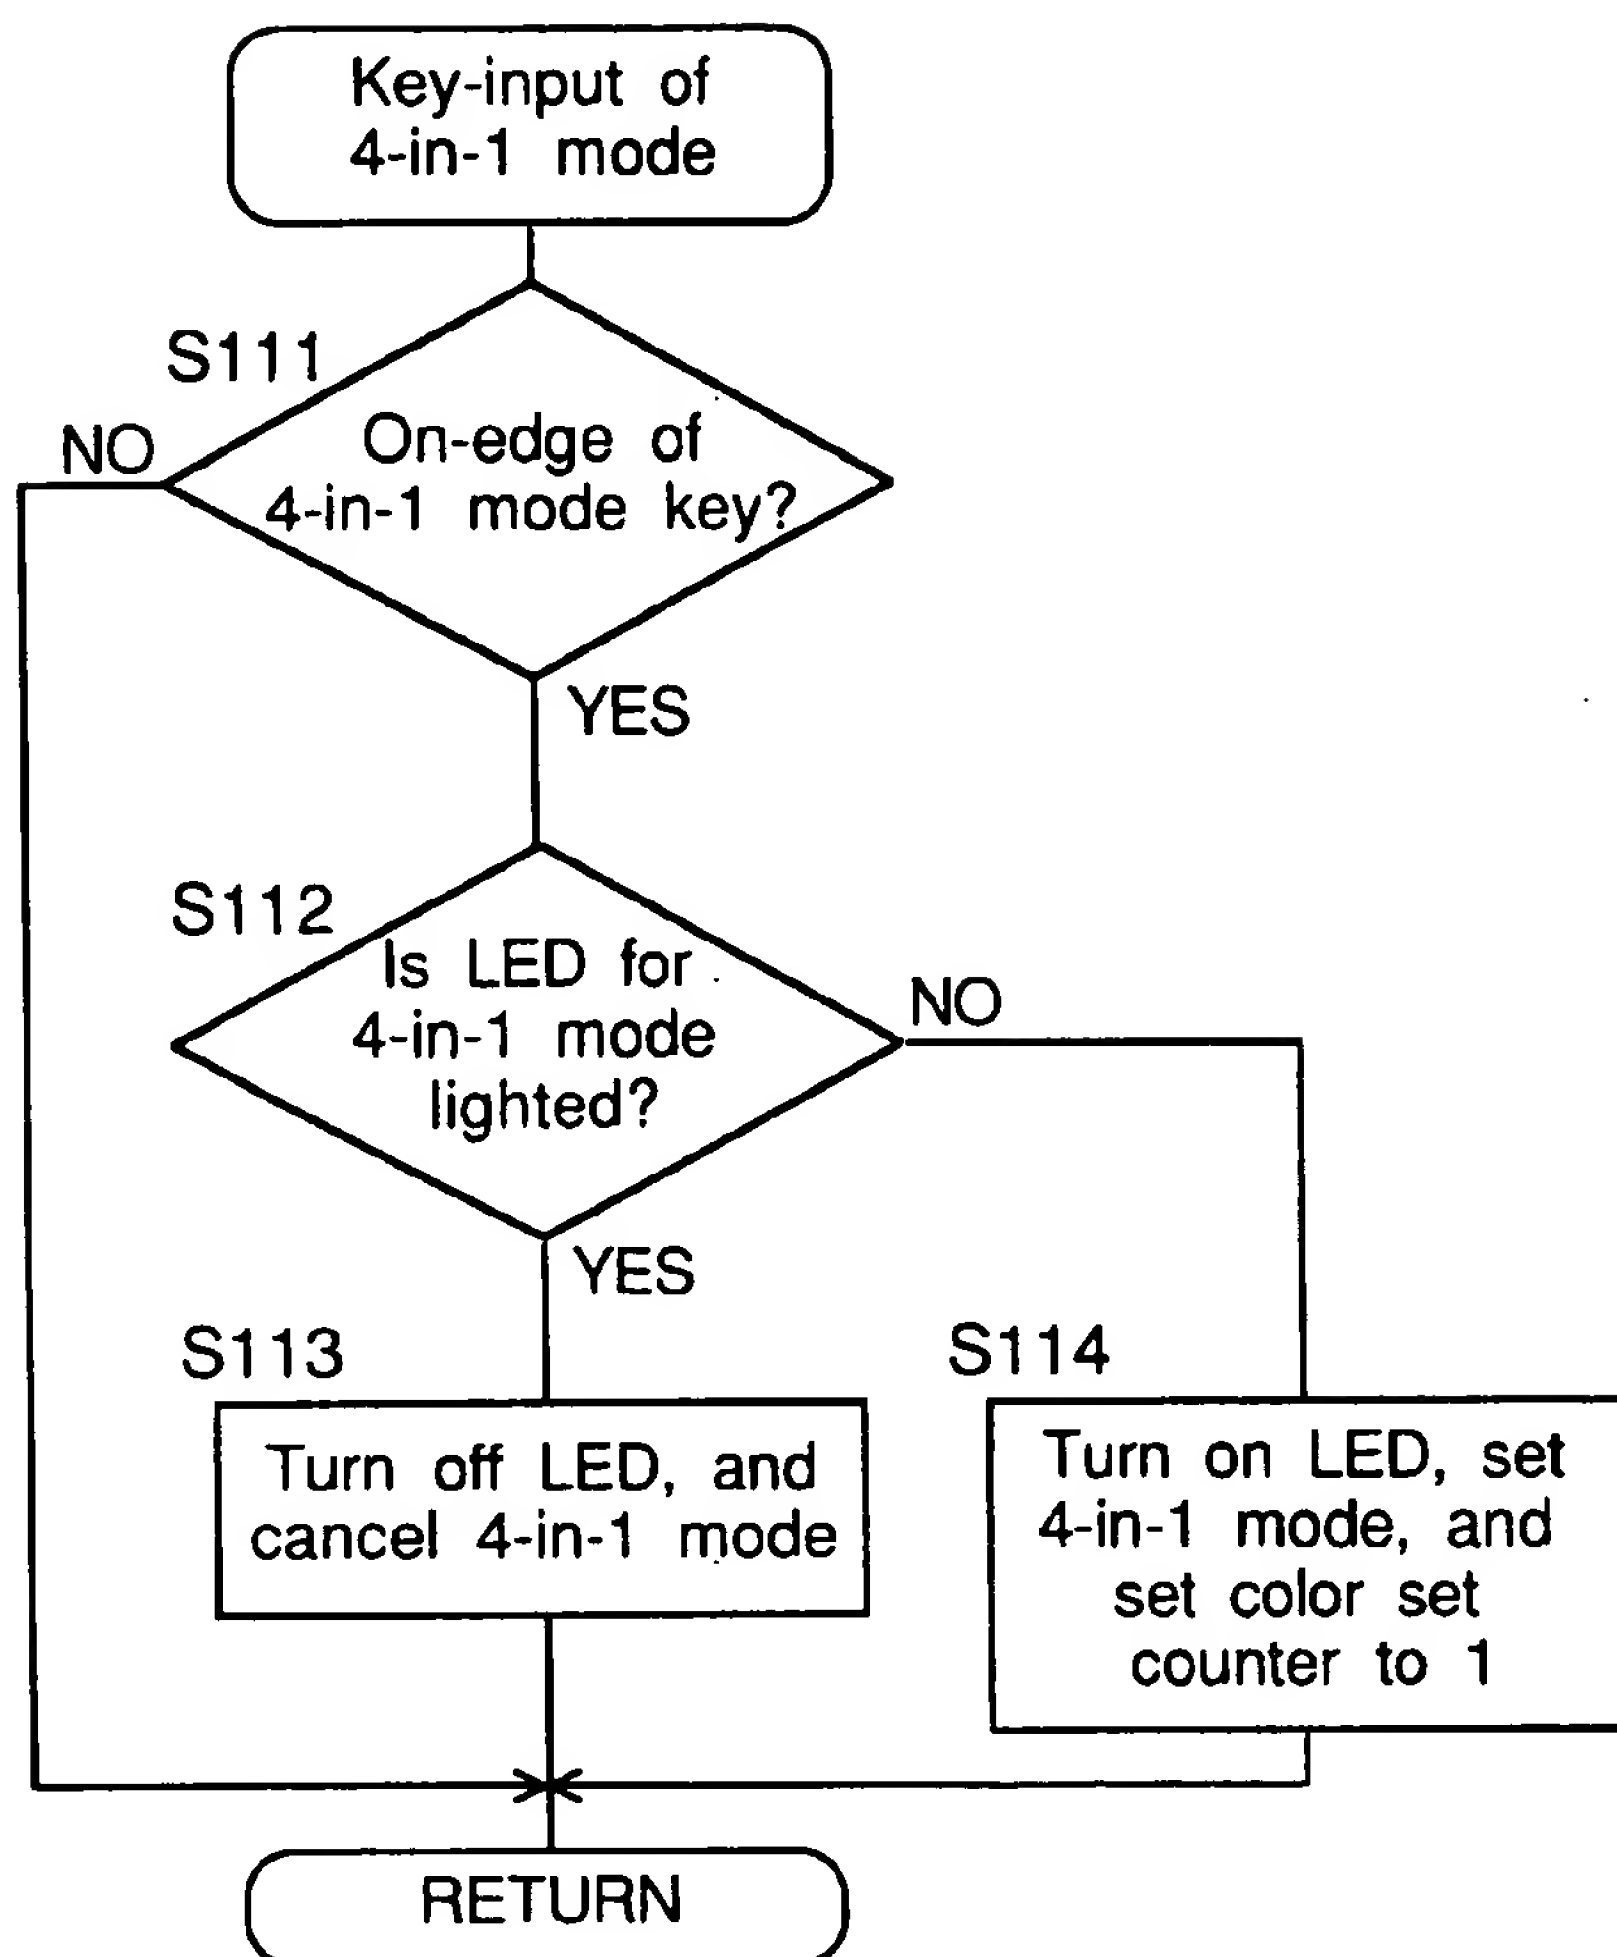 Key-input of
4-in-1 mode
S111
NO
On-edge of
4-in-1 mode key?
YES
S112
Is LED for
4-in-1 mode
lighted?
NO
YES
S113
Turn off LED, and
cancel 4-in-1 mode
S114
Turn on LED, set
4-in-1 mode, and
set color set
counter to 1
RETURN